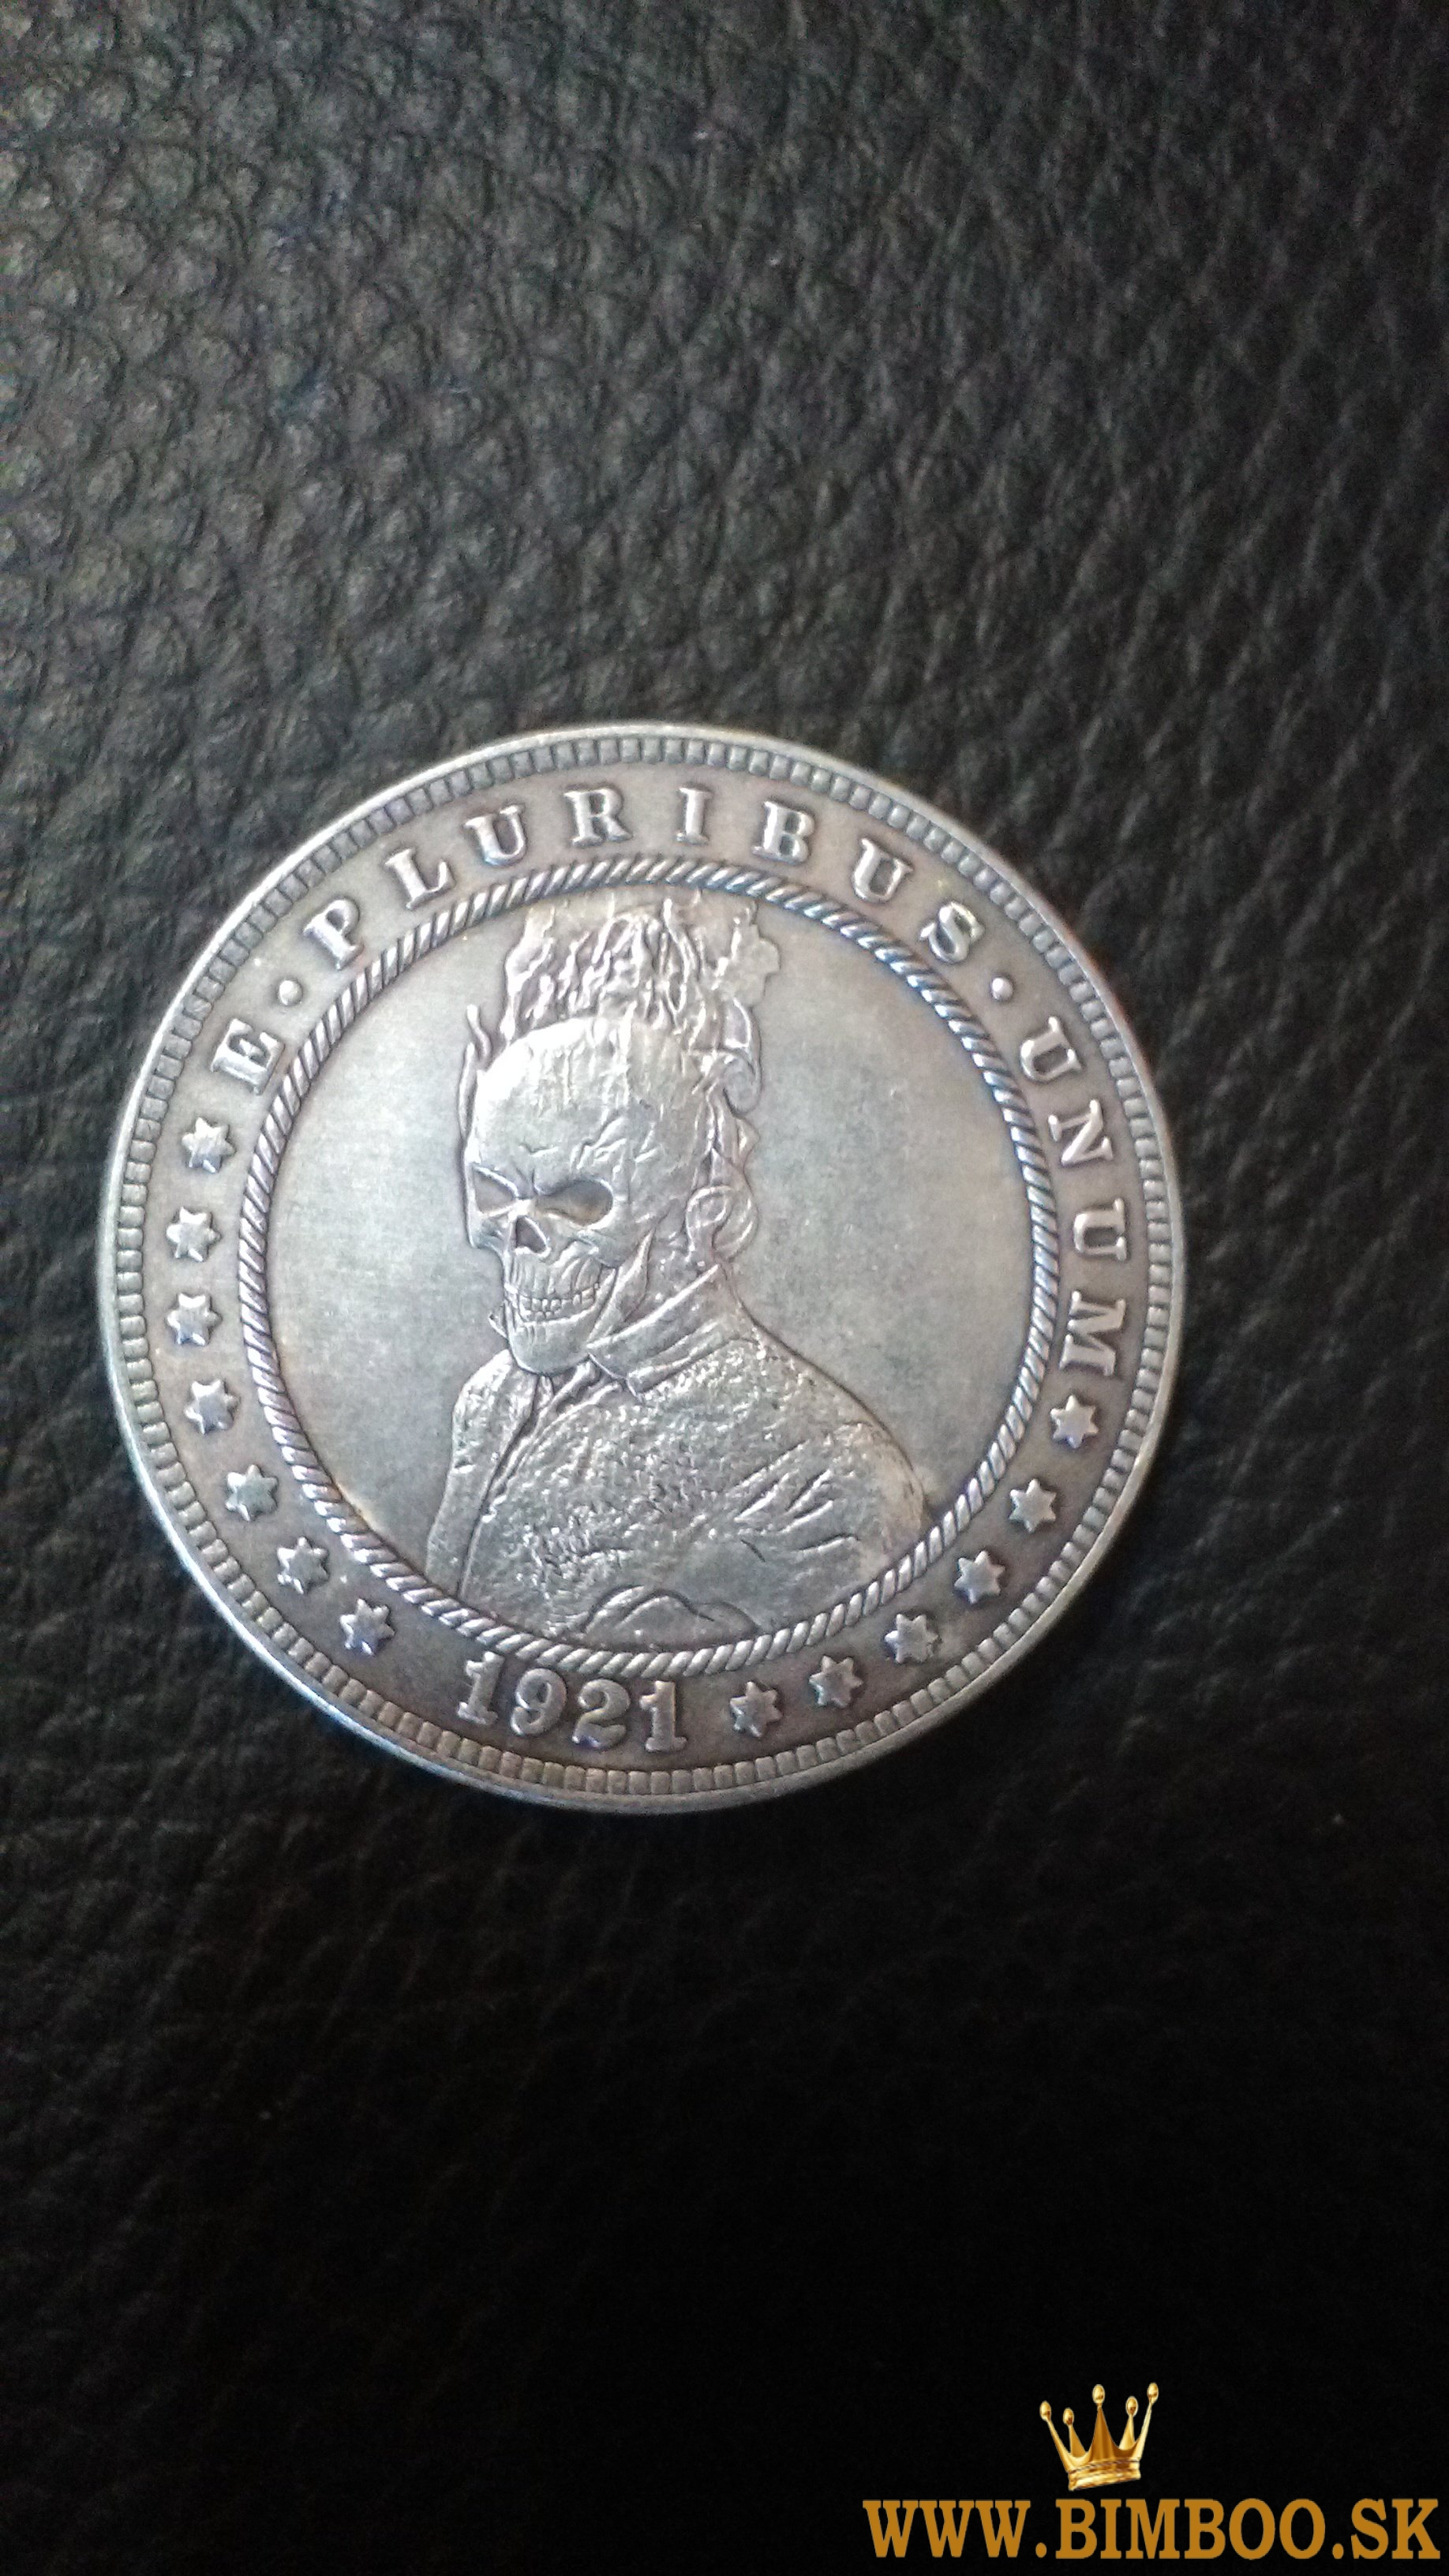 E · PLURIBUS · UNUM
1921
WWW.BIMBOO.SK